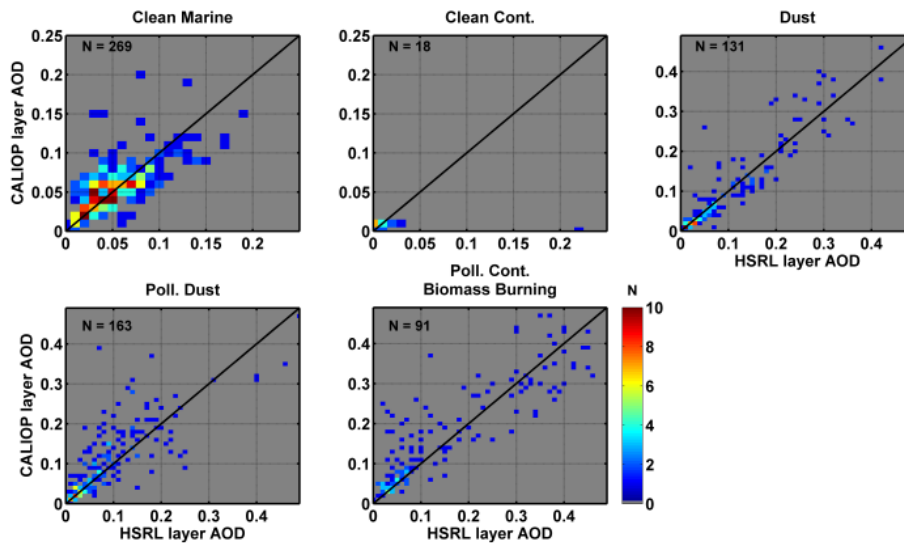 Clean Marine
Clean Cont.
Dust
N = 269
N = 18
N = 131
CALIOP layer AOD
0.25
0.2
0.15
0.1
0.05
0
0 0.05 0.1 0.15 0.2
0.25
0.2
0.15
0.1
0.05
0
0 0.05 0.1 0.15 0.2
0.4
0.3
0.2
0.1
0
0 0.1 0.2 0.3 0.4
HSRL layer AOD
Poll. Dust
Poll. Cont.
Biomass Burning
N = 163
N = 91
CALIOP layer AOD
0.4
0.3
0.2
0.1
0
0 0.1 0.2 0.3 0.4
HSRL layer AOD
0.4
0.3
0.2
0.1
0
0 0.1 0.2 0.3 0.4
HSRL layer AOD
N
10
8
6
4
2
0